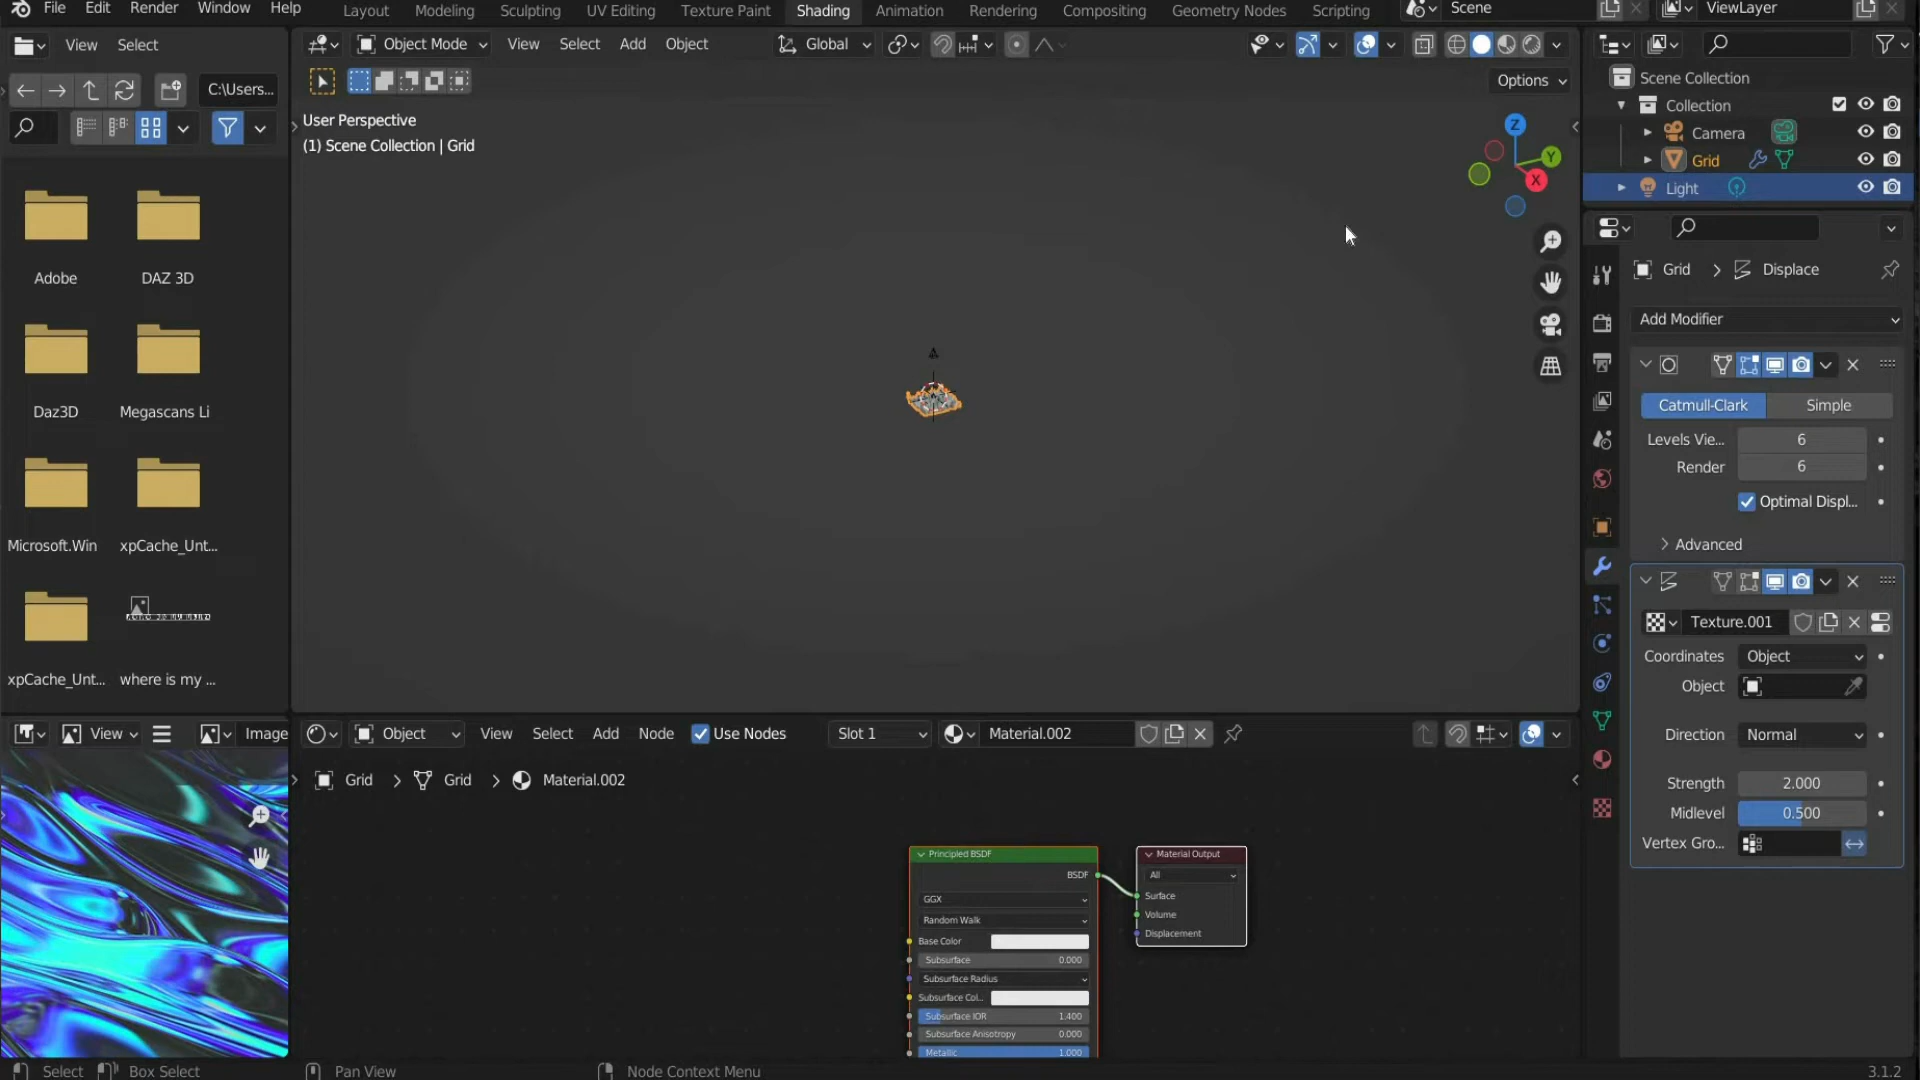 File Edit Render Window Help Layout Modeling Sculpting UV Editing Texture Paint Shading Animation Rendering Compositing Geometry Nodes Scripting Scene ViewLayer
View Select
Object Mode View Select Add Object Global
C:\Users...
Options
User Perspective
(1) Scene Collection | Grid
Z
Y
X
Adobe DAZ 3D
Daz3D Megascans Li
Microsoft.Win xpCache_Unt...
xpCache_Unt... where is my ...
Scene Collection
Collection
Camera
Grid
Light
Grid > Displace
Add Modifier
Catmull-Clark Simple
Levels Vie... 6
Render 6
Optimal Displ...
Advanced
Texture.001
Coordinates Object
Object
Direction Normal
Strength 2.000
Midlevel 0.500
Vertex Gro...
View Image
Object View Select Add Node Use Nodes Slot 1 Material.002
Grid > Grid > Material.002
Principled BSDF
BSDF
GGX
Random Walk
Base Color
Subsurface 0.000
Subsurface Radius
Subsurface Col..
Subsurface IOR 1.400
Subsurface Anisotropy 0.000
Metallic 1.000
Material Output
All
Surface
Volume
Displacement
Select Box Select Pan View Node Context Menu 3.1.2